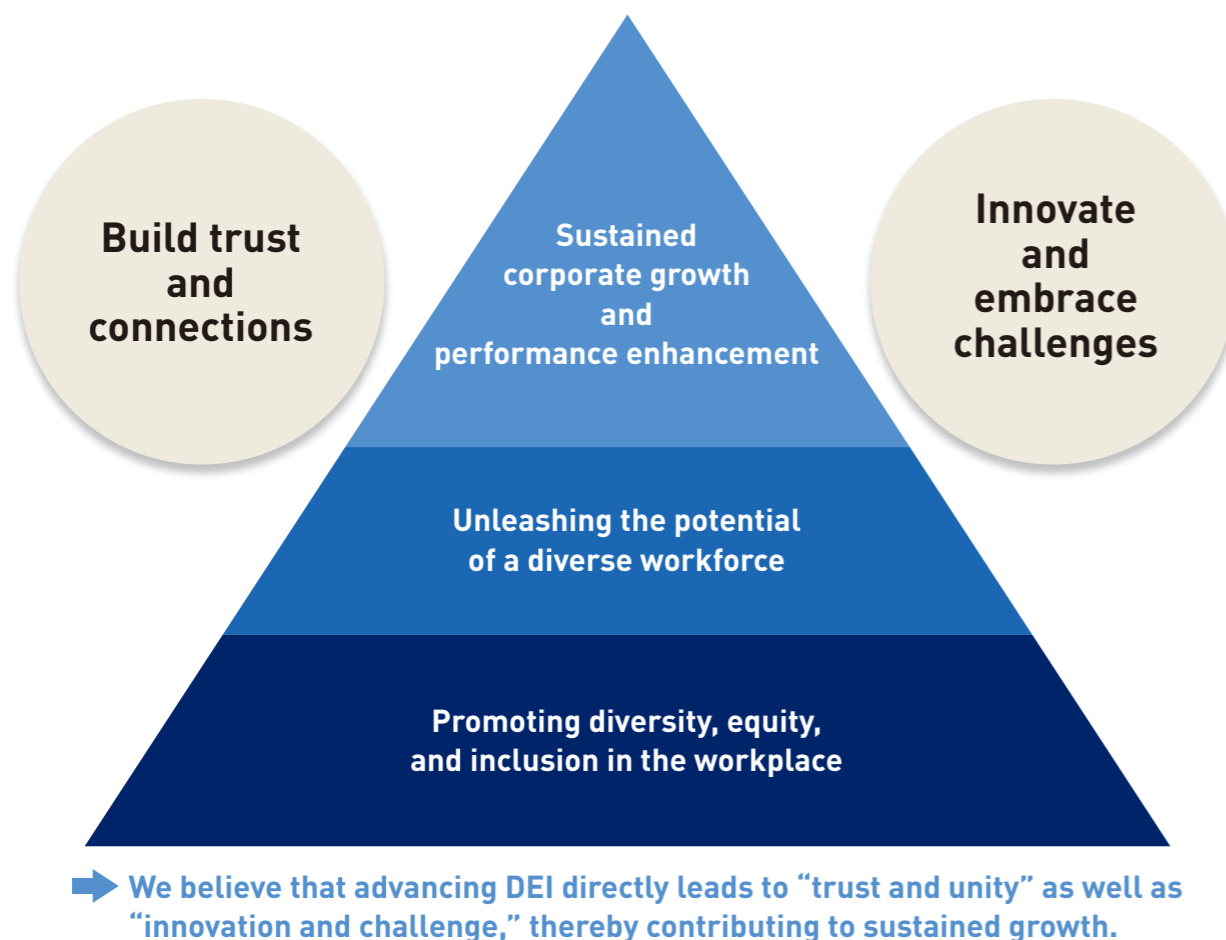 Build trust
and
connections
Innovate
and
embrace
challenges
Sustained
corporate growth
and
performance enhancement
Unleashing the potential
of a diverse workforce
Promoting diversity, equity,
and inclusion in the workplace
We believe that advancing DEI directly leads to “trust and unity” as well as
“innovation and challenge,” thereby contributing to sustained growth.